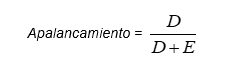 Apalancamiento = D / D + E